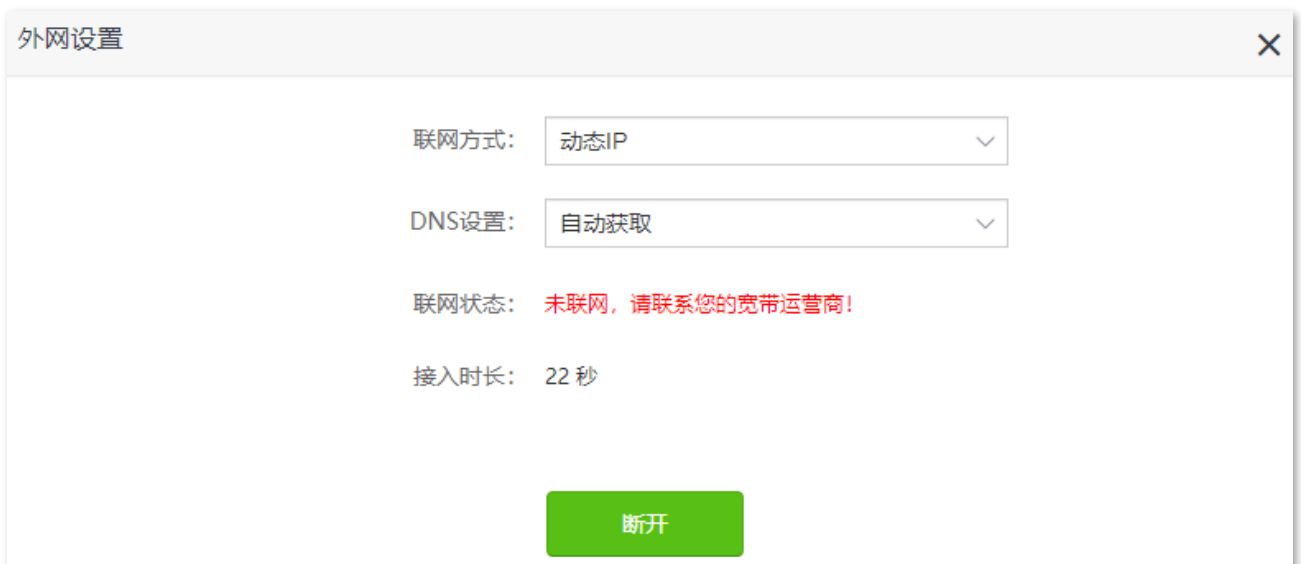 外网设置
联网方式： 动态IP
DNS设置： 自动获取
联网状态： 未联网，请联系您的宽带运营商！
接入时长： 22 秒
断开